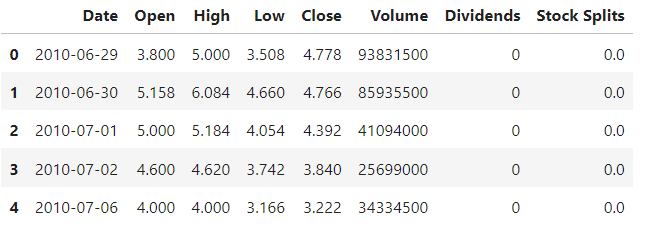 Date Open High Low Close Volume Dividends Stock Splits
0 2010-06-29 3.800 5.000 3.508 4.778 93831500 0 0.0
1 2010-06-30 5.158 6.084 4.660 4.766 85935500 0 0.0
2 2010-07-01 5.000 5.184 4.054 4.392 41094000 0 0.0
3 2010-07-02 4.600 4.620 3.742 3.840 25699000 0 0.0
4 2010-07-06 4.000 4.000 3.166 3.222 34334500 0 0.0